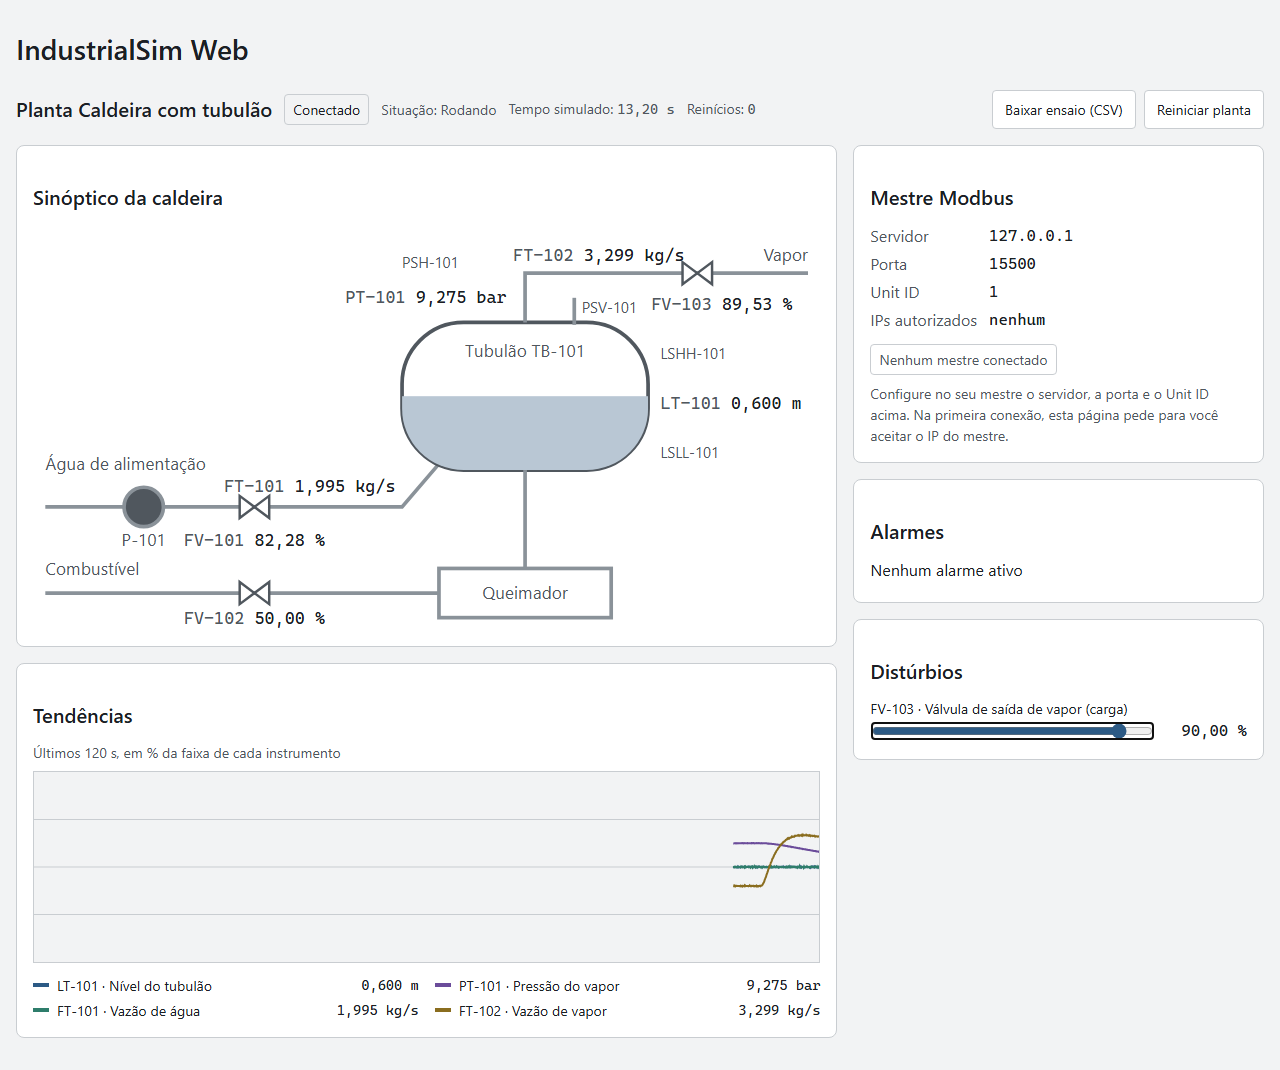 IndustrialSim Web
Planta Caldeira com tubulão
Conectado
Situação: Rodando
Tempo simulado: 13,20 s
Reinícios: 0
Baixar ensaio (CSV)
Reiniciar planta
Sinóptico da caldeira
FT-102 3,299 kg/s
Vapor
PSH-101
PT-101 9,275 bar
PSV-101
FV-103 89,53 %
Tubulão TB-101
LSHH-101
LT-101 0,600 m
LSLL-101
Água de alimentação
FT-101 1,995 kg/s
P-101
FV-101 82,28 %
Combustível
Queimador
FV-102 50,00 %
Tendências
Últimos 120 s, em % da faixa de cada instrumento
LT-101 · Nível do tubulão 0,600 m
PT-101 · Pressão do vapor 9,275 bar
FT-101 · Vazão de água 1,995 kg/s
FT-102 · Vazão de vapor 3,299 kg/s
Mestre Modbus
Servidor 127.0.0.1
Porta 15500
Unit ID 1
IPs autorizados nenhum
Nenhum mestre conectado
Configure no seu mestre o servidor, a porta e o Unit ID
acima. Na primeira conexão, esta página pede para você
aceitar o IP do mestre.
Alarmes
Nenhum alarme ativo
Distúrbios
FV-103 · Válvula de saída de vapor (carga)
90,00 %